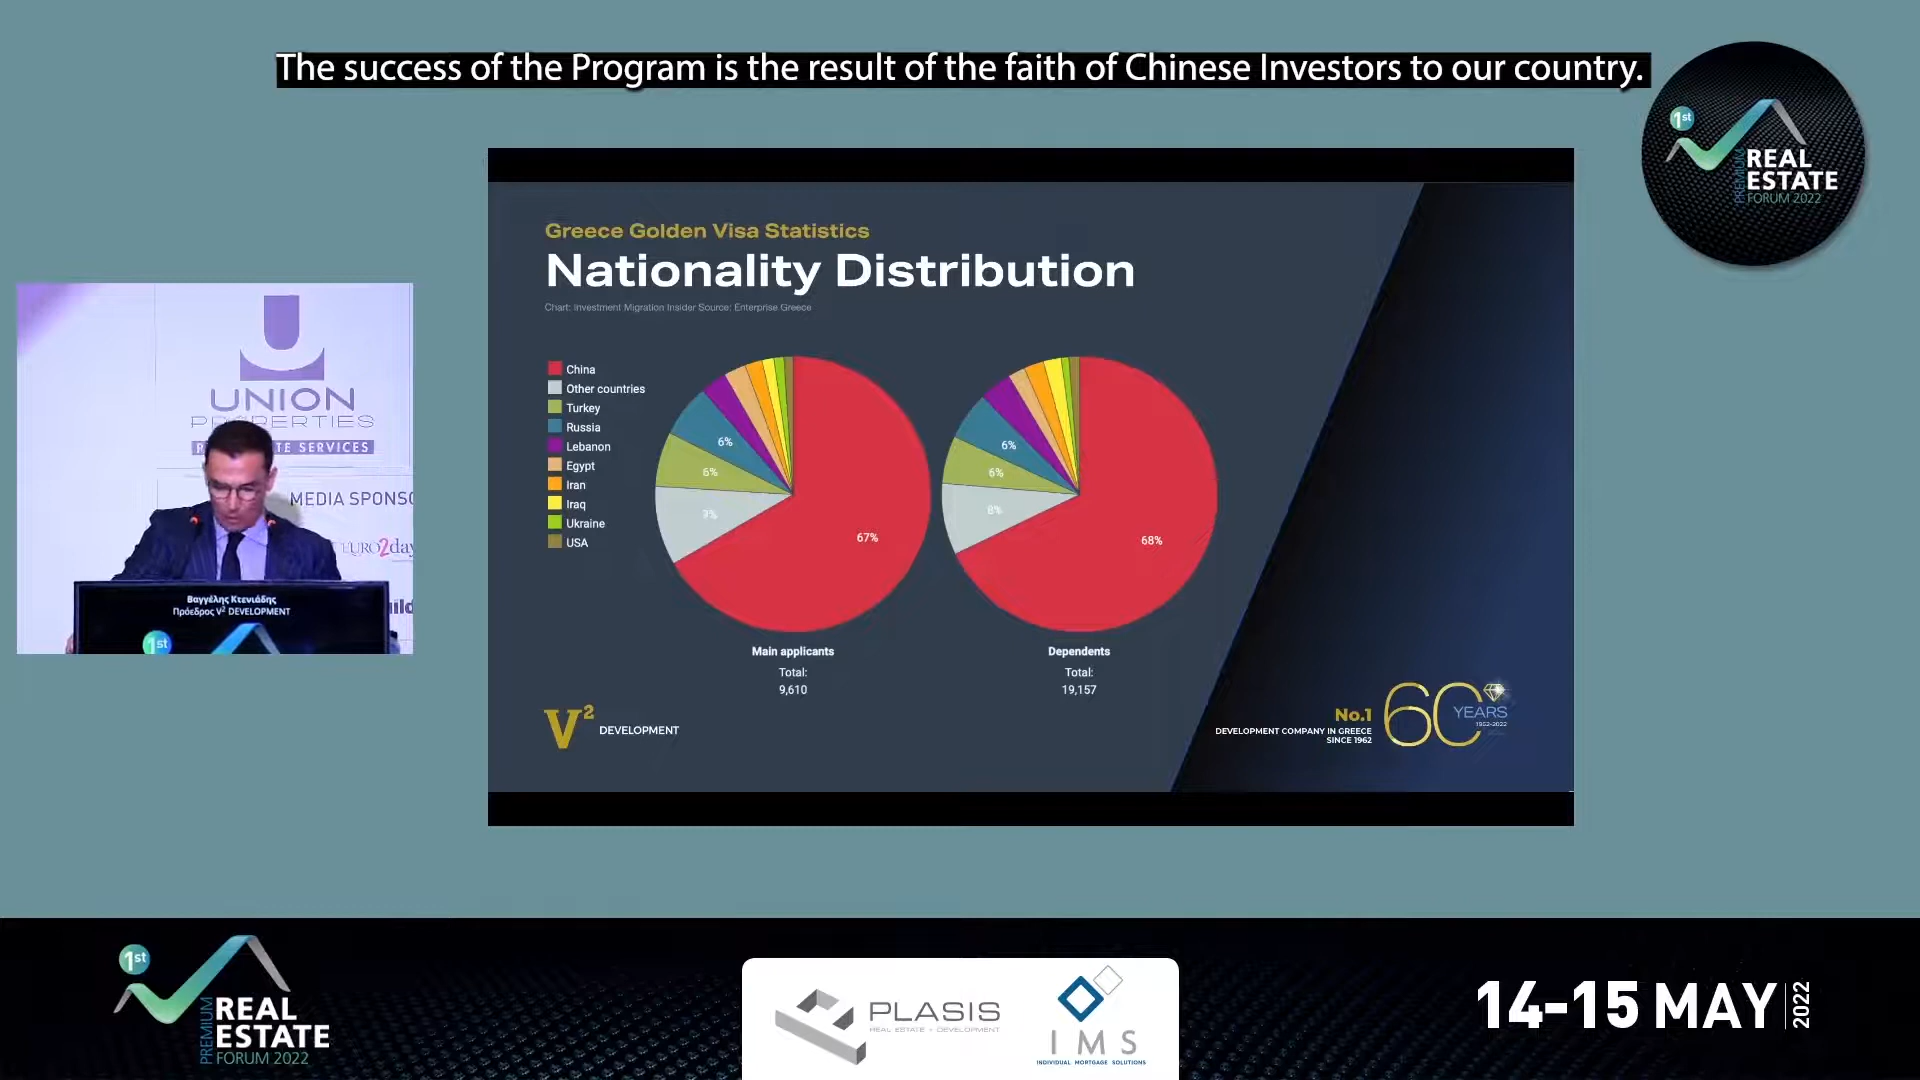 The success of the Program is the result of the faith of Chinese Investors to our country.
1st
PREMIUM
REAL
ESTATE
FORUM 2022
Greece Golden Visa Statistics
Nationality Distribution
Chart: Investment Migration Insider Source: Enterprise Greece
China
Other countries
Turkey
Russia
Lebanon
Egypt
Iran
Iraq
Ukraine
USA
6%
6%
67%
6%
6%
8%
68%
Main applicants
Total:
9,610
Dependents
Total:
19,157
V2 DEVELOPMENT
No.1
DEVELOPMENT COMPANY IN GREECE
SINCE 1962
60 YEARS
1962-2022
UNION
PROPERTIES
MEDIA SPONSO
EURO2day
Βαγγέλης Κτενιάδης
Πρόεδρος V2 DEVELOPMENT
1st
1st
PREMIUM
REAL
ESTATE
FORUM 2022
PLASIS
REAL ESTATE + DEVELOPMENT
IMS
INDIVIDUAL MORTGAGE SOLUTIONS
14-15 MAY 2022